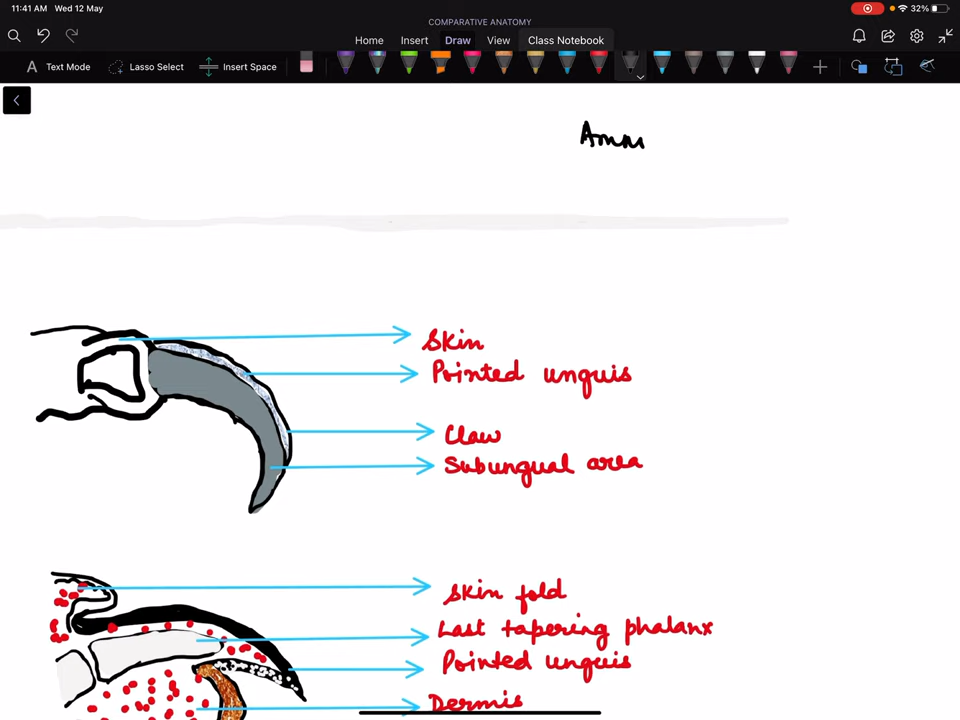 11:41 AM Wed 12 May
32%
COMPARATIVE ANATOMY
Home Insert Draw View Class Notebook
Text Mode Lasso Select Insert Space
Skin
Pointed unguis
Claw
Subungual area
Skin fold
Last tapering phalanx
Pointed unguis
Dermis